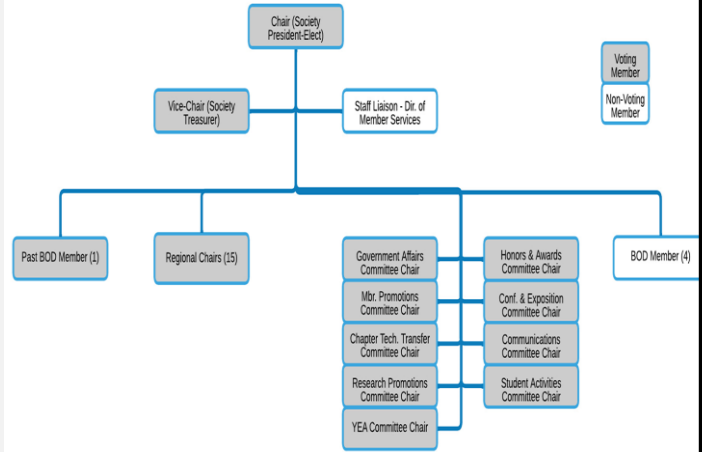 Chair (Society
President-Elect)
Voting
Member
Non-Voting
Member
Vice-Chair (Society
Treasurer)
Staff Liaison - Dir. of
Member Services
Past BOD Member (1)
Regional Chairs (15)
Government Affairs
Committee Chair
Honors & Awards
Committee Chair
BOD Member (4)
Mbr. Promotions
Committee Chair
Conf. & Exposition
Committee Chair
Chapter Tech. Transfer
Committee Chair
Communications
Committee Chair
Research Promotions
Committee Chair
Student Activities
Committee Chair
YEA Committee Chair